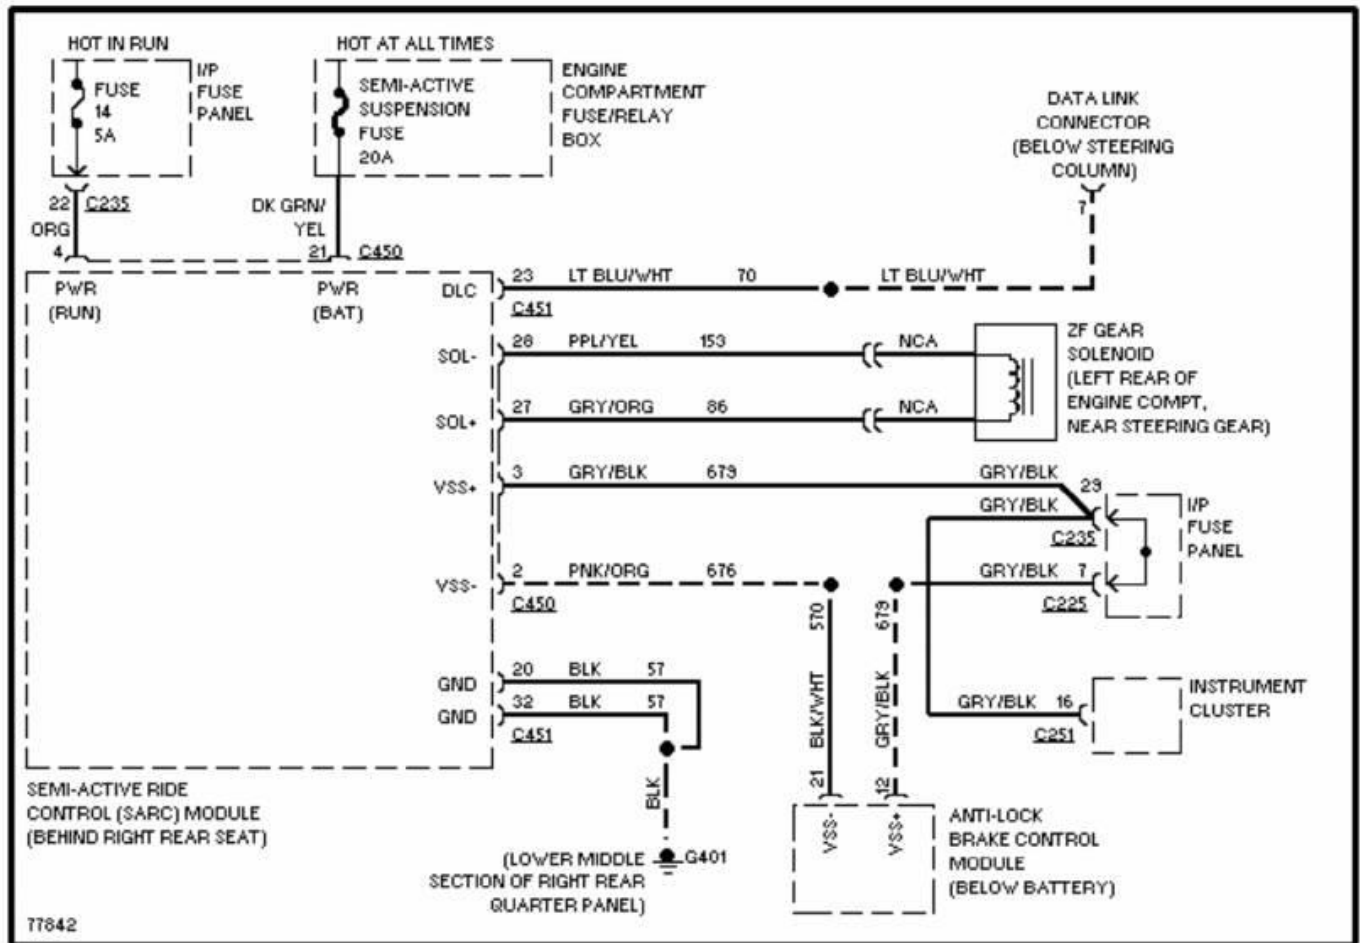 HOT IN RUN
FUSE
14
5A
I/P
FUSE
PANEL
HOT AT ALL TIMES
SEMI-ACTIVE
SUSPENSION
FUSE
20A
ENGINE
COMPARTMENT
FUSE/RELAY
BOX
DATA LINK
CONNECTOR
(BELOW STEERING
COLUMN)
7
22 C235
ORG
4
DK GRN/
YEL
21 C450
PWR
(RUN)
PWR
(BAT)
DLC 23 LT BLU/WHT 70 LT BLU/WHT
C451
SOL- 28 PPL/YEL 153 NCA
SOL+ 27 GRY/ORG 86 NCA
2F GEAR
SOLENOID
(LEFT REAR OF
ENGINE COMPT,
NEAR STEERING GEAR)
VSS+ 3 GRY/BLK 679 GRY/BLK 29
GRY/BLK
C235
I/P
FUSE
PANEL
VSS- 2 PNK/ORG 676 GRY/BLK 7
C450
C225
570
BLK/WHT
21
679
GRY/BLK
12
GND 20 BLK 57
GND 32 BLK 57
C451
GRY/BLK 16
C251
INSTRUMENT
CLUSTER
BLK
SEMI-ACTIVE RIDE
CONTROL (SARC) MODULE
(BEHIND RIGHT REAR SEAT)
VSS-
VSS+
ANTI-LOCK
BRAKE CONTROL
MODULE
(BELOW BATTERY)
G401
(LOWER MIDDLE
SECTION OF RIGHT REAR
QUARTER PANEL)
77842